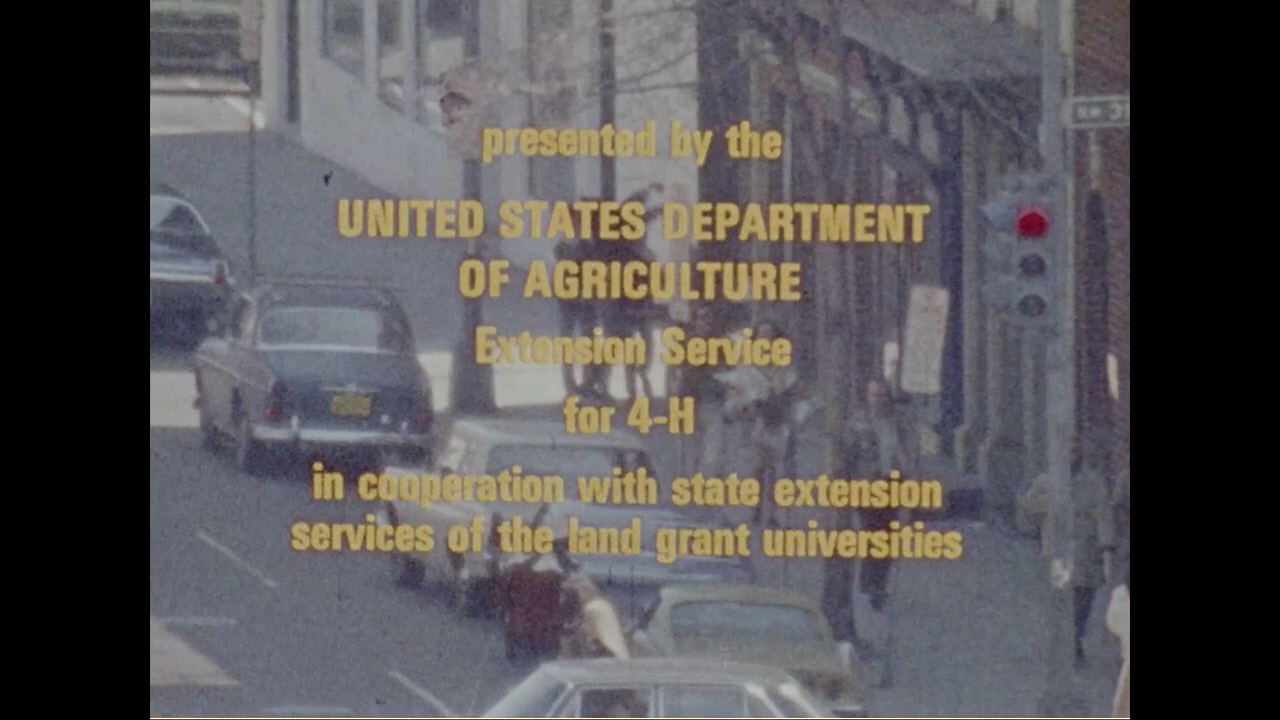 presented by the
UNITED STATES DEPARTMENT
OF AGRICULTURE
Extension Service
for 4-H
in cooperation with state extension
services of the land grant universities